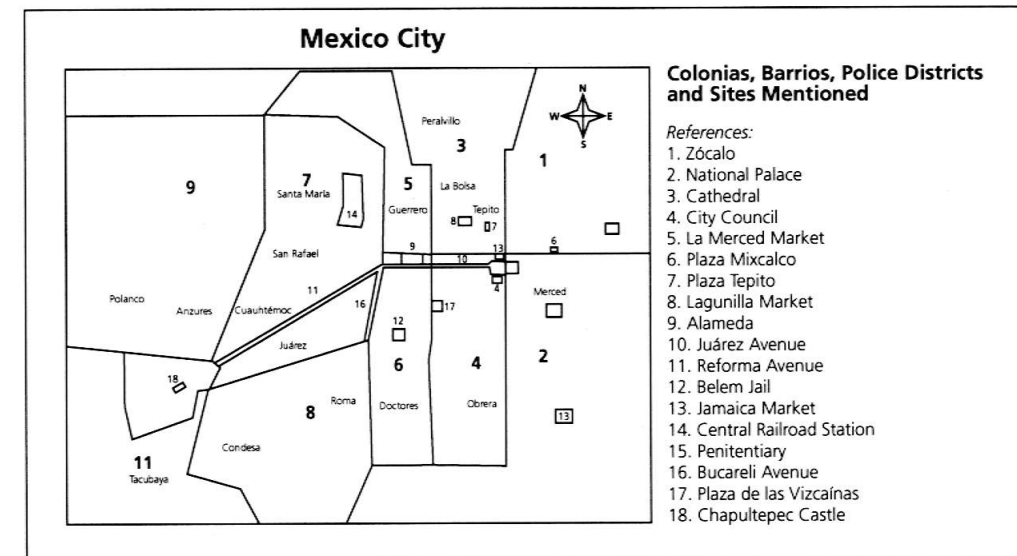 Mexico City
Colonias, Barrios, Police Districts
and Sites Mentioned
References:
1. Zócalo
2. National Palace
3. Cathedral
4. City Council
5. La Merced Market
6. Plaza Mixcalco
7. Plaza Tepito
8. Lagunilla Market
9. Alameda
10. Juárez Avenue
11. Reforma Avenue
12. Belem Jail
13. Jamaica Market
14. Central Railroad Station
15. Penitentiary
16. Bucareli Avenue
17. Plaza de las Vizcaínas
18. Chapultepec Castle
N
W E
S
Peralvillo
3
1
9
7
Santa María
14
5
Guerrero
La Bolsa
8
Tepito
7
San Rafael
9
10
13
6
4
Polanco
Anzures
Cuauhtémoc
11
16
Juárez
12
17
Merced
18
6
4
2
8
Roma
Doctores
Obrera
13
Condesa
11
Tacubaya